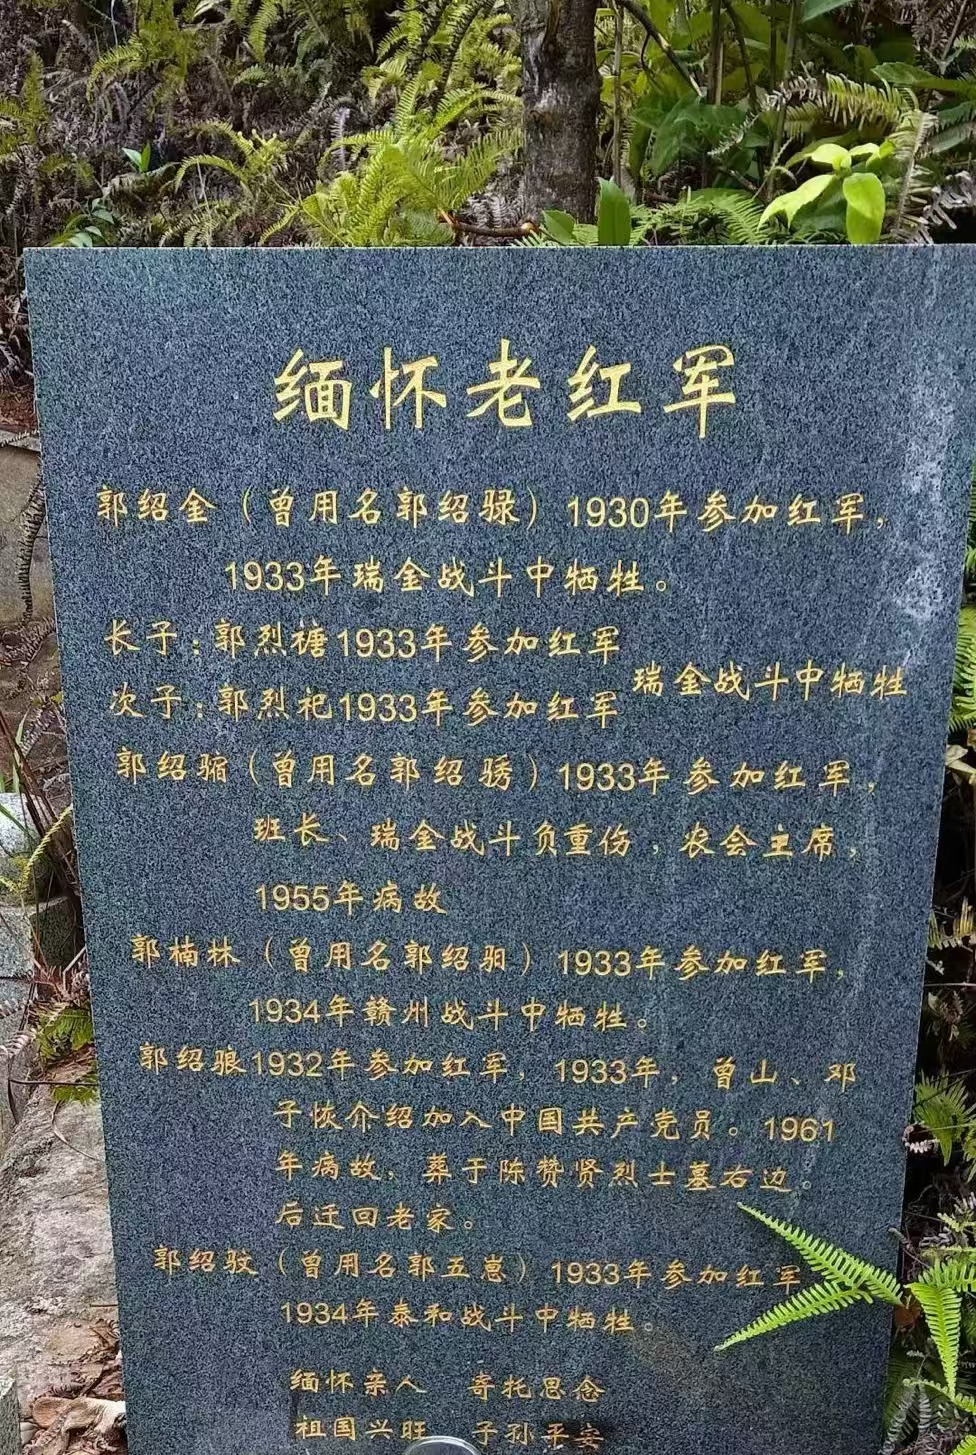 缅怀老红军
郭绍金（曾用名郭绍騄）1930年参加红军，
1933年瑞金战斗中牺牲。
长子：郭烈禟1933年参加红军
次子：郭烈祀1933年参加红军
瑞金战斗中牺牲
郭绍骝（曾用名郭绍骑）1933年参加红军，
班长、瑞金战斗负重伤，农会主席，
1955年病故
郭楠林（曾用名郭绍驲）1933年参加红军，
1934年赣州战斗中牺牲。
郭绍𬳽1932年参加红军，1933年，曾山、邓
子恢介绍加入中国共产党员。1961
年病故，葬于陈赞贤烈士墓右边。
后迁回老家。
郭绍驳（曾用名郭五崽）1933年参加红军
1934年泰和战斗中牺牲。
缅怀亲人 寄托思念
祖国兴旺 子孙平安